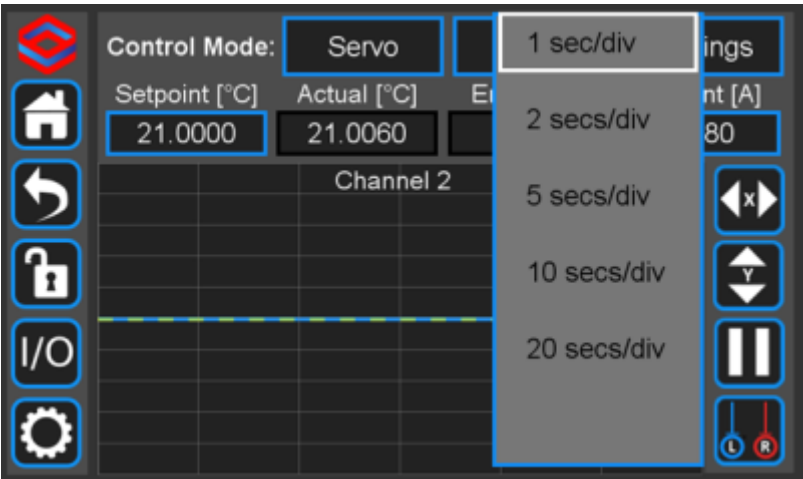 Control Mode: Servo ings
Setpoint [°C] Actual [°C] nt [A]
21.0000 21.0060 80
Channel 2
1 sec/div
2 secs/div
5 secs/div
10 secs/div
20 secs/div
X
Y
I/O
L R